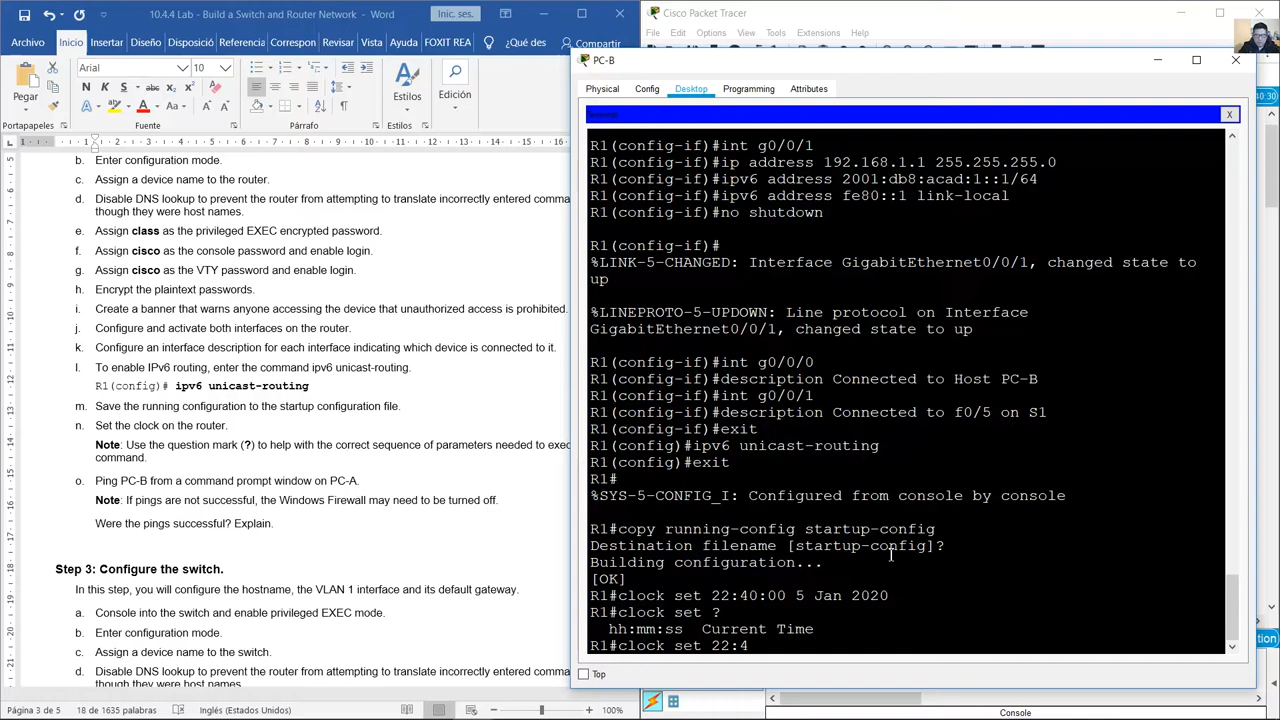 10.4.4 Lab - Build a Switch and Router Network - Word
Inic. ses.
Inicio
Disposició
Referencia
Correspon
Revisar
Vista
Ayuda
FOXIT REA
¿Qué des
Compartir
Pegar
Arial
10
N K S abc
Estilos
Edición
Portapapeles
Fuente
Párrafo
Estilos
b. Enter configuration mode.
c. Assign a device name to the router.
d. Disable DNS lookup to prevent the router from attempting to translate incorrectly entered comma
though they were host names.
e. Assign class as the privileged EXEC encrypted password.
f. Assign cisco as the console password and enable login.
g. Assign cisco as the VTY password and enable login.
h. Encrypt the plaintext passwords.
i. Create a banner that warns anyone accessing the device that unauthorized access is prohibited.
j. Configure and activate both interfaces on the router.
k. Configure an interface description for each interface indicating which device is connected to it.
l. To enable IPv6 routing, enter the command ipv6 unicast-routing.
R1(config)# ipv6 unicast-routing
m. Save the running configuration to the startup configuration file.
n. Set the clock on the router.
Note: Use the question mark (?) to help with the correct sequence of parameters needed to exec
command.
o. Ping PC-B from a command prompt window on PC-A.
Note: If pings are not successful, the Windows Firewall may need to be turned off.
Were the pings successful? Explain.
Step 3: Configure the switch.
In this step, you will configure the hostname, the VLAN 1 interface and its default gateway.
a. Console into the switch and enable privileged EXEC mode.
b. Enter configuration mode.
c. Assign a device name to the switch.
d. Disable DNS lookup to prevent the router from attempting to translate incorrectly entered comma
though they were host names.
Página 3 de 5
18 de 1635 palabras
Inglés (Estados Unidos)
100%
Cisco Packet Tracer
File Edit Options View Tools Extensions Help
PC-B
Physical Config Desktop Programming Attributes
Terminal
X
R1(config-if)#int g0/0/1
R1(config-if)#ip address 192.168.1.1 255.255.255.0
R1(config-if)#ipv6 address 2001:db8:acad:1::1/64
R1(config-if)#ipv6 address fe80::1 link-local
R1(config-if)#no shutdown
R1(config-if)#
%LINK-5-CHANGED: Interface GigabitEthernet0/0/1, changed state to
up
%LINEPROTO-5-UPDOWN: Line protocol on Interface
GigabitEthernet0/0/1, changed state to up
R1(config-if)#int g0/0/0
R1(config-if)#description Connected to Host PC-B
R1(config-if)#int g0/0/1
R1(config-if)#description Connected to f0/5 on S1
R1(config-if)#exit
R1(config)#ipv6 unicast-routing
R1(config)#exit
R1#
%SYS-5-CONFIG_I: Configured from console by console
R1#copy running-config startup-config
Destination filename [startup-config]?
Building configuration...
[OK]
R1#clock set 22:40:00 5 Jan 2020
R1#clock set ?
hh:mm:ss Current Time
R1#clock set 22:4
Top
Console